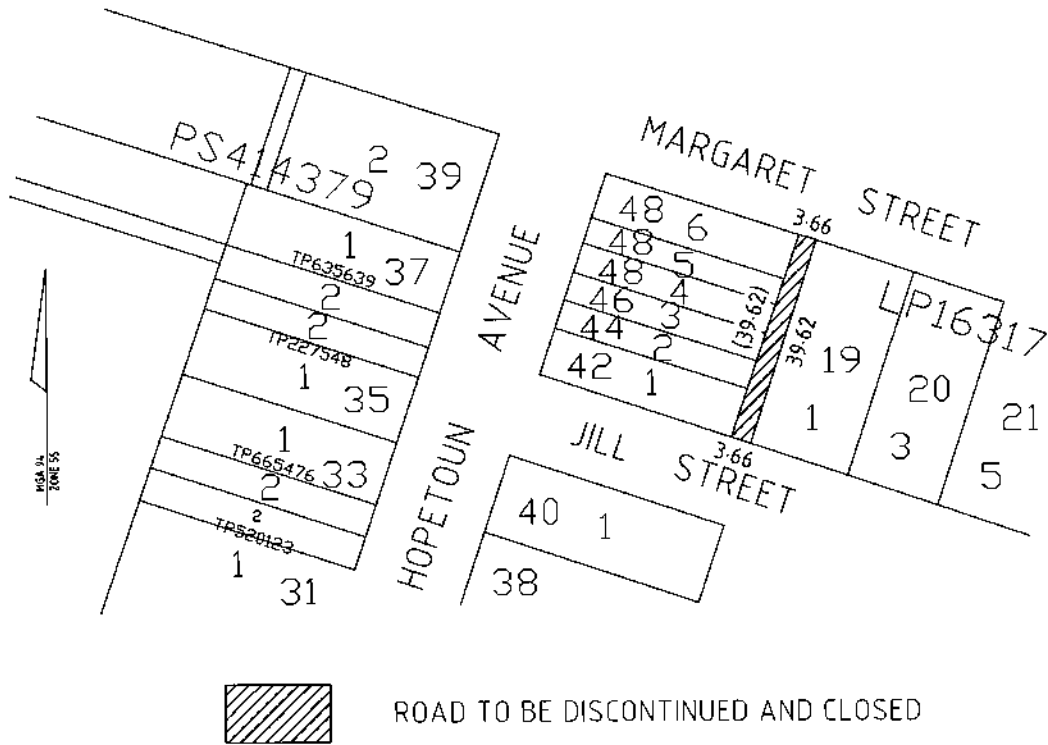 PS414379
2 39
1 37
TP635639
2
2
TP227548
1 35
1
TP665476
33
2
2
TP520123
1 31
MGA 94
ZONE 55
HOPETOUN AVENUE
MARGARET STREET
3·66
48 6
48 5
48 4
46 3
44 2
42 1
(39·62)
39·62
3·66
LP16317
19
1
20
3
21
5
JILL STREET
40 1
38
ROAD TO BE DISCONTINUED AND CLOSED